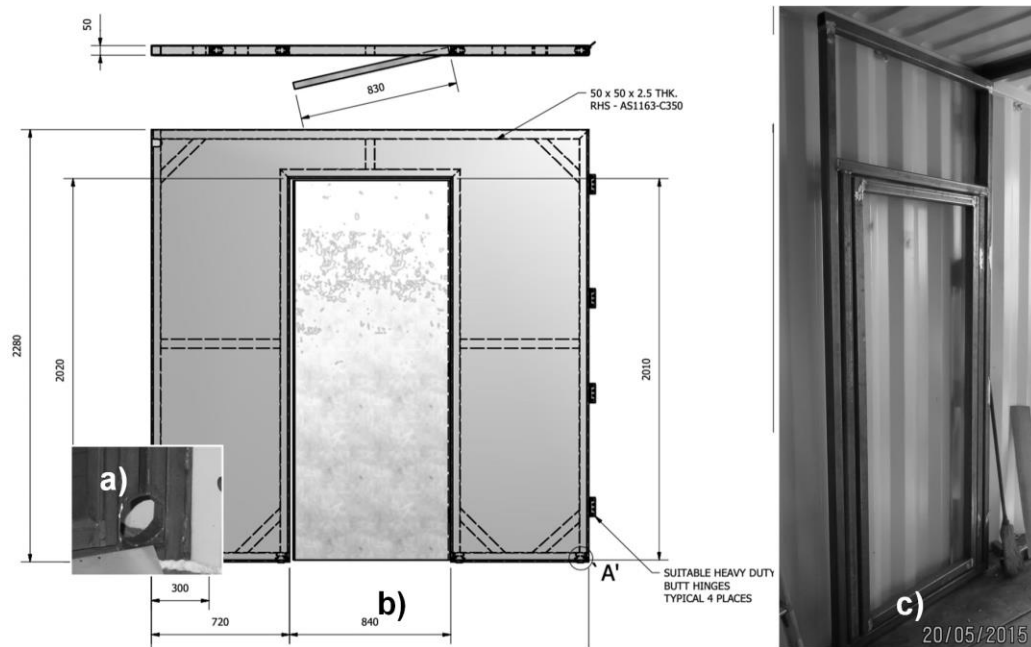 50
830
50 x 50 x 2.5 THK.
RHS - AS1163-C350
2280
2020
2010
a)
A'
SUITABLE HEAVY DUTY
BUTT HINGES
TYPICAL 4 PLACES
300
720
840
b)
c)
20/05/2015